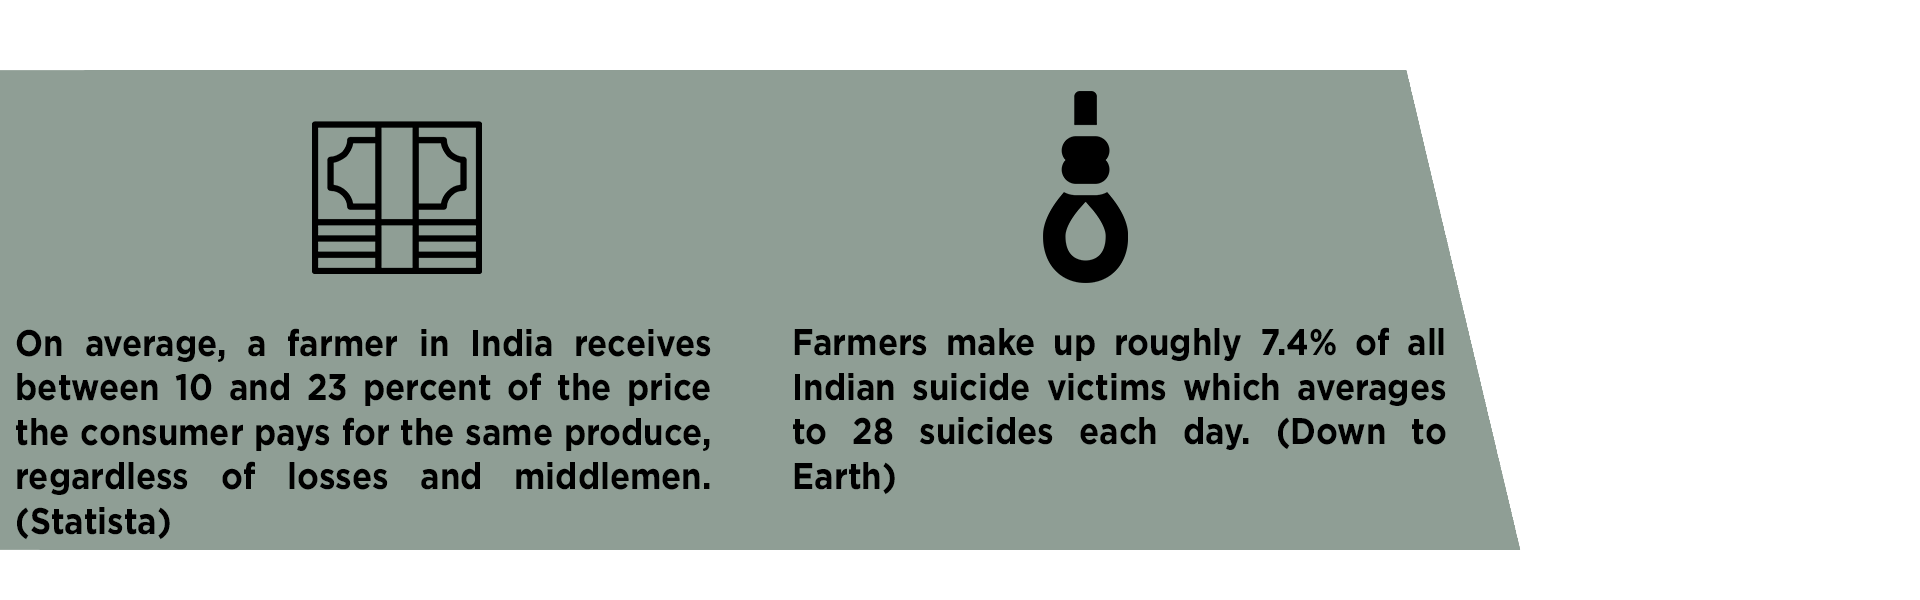 On average, a farmer in India receives
between 10 and 23 percent of the price
the consumer pays for the same produce,
regardless of losses and middlemen.
(Statista)
Farmers make up roughly 7.4% of all
Indian suicide victims which averages
to 28 suicides each day. (Down to
Earth)